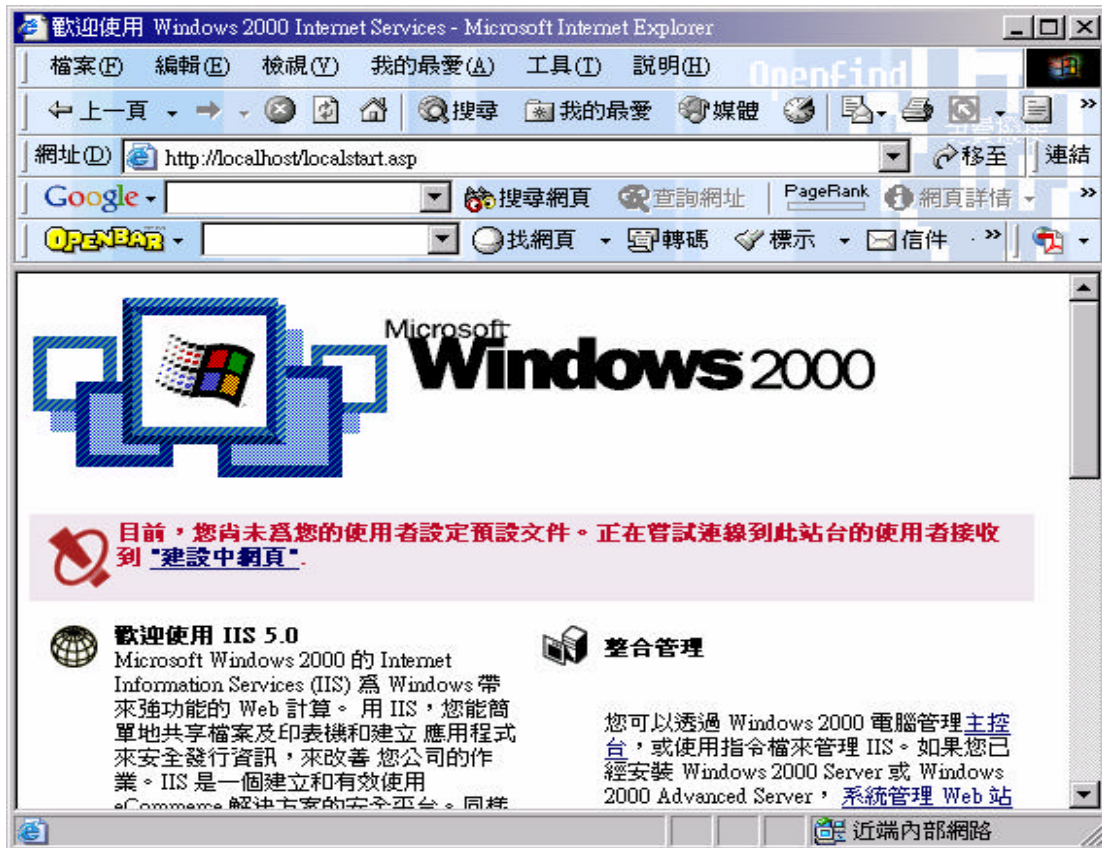 歡迎使用 Windows 2000 Internet Services - Microsoft Internet Explorer
檔案(F) 編輯(E) 檢視(V) 我的最愛(A) 工具(T) 說明(H) Openfind
上一頁 搜尋 我的最愛 媒體 »
網址(D) http://localhost/localstart.asp 移至 連結
Google 搜尋網頁 查詢網址 PageRank 網頁詳情 »
OPENBAR 找網頁 轉碼 標示 信件 »
Microsoft
Windows 2000
目前，您尚未為您的使用者設定預設文件。正在嘗試連線到此站台的使用者接收
到 "建設中網頁".
歡迎使用 IIS 5.0
Microsoft Windows 2000 的 Internet
Information Services (IIS) 為 Windows 帶
來強功能的 Web 計算。 用 IIS，您能簡
單地共享檔案及印表機和建立 應用程式
來安全發行資訊，來改善 您公司的作
業。IIS 是一個建立和有效使用
eCommerce 解決方案的安全平台。同樣
整合管理
您可以透過 Windows 2000 電腦管理主控
台，或使用指令檔來管理 IIS。如果您已
經安裝 Windows 2000 Server 或 Windows
2000 Advanced Server， 系統管理 Web 站
近端內部網路